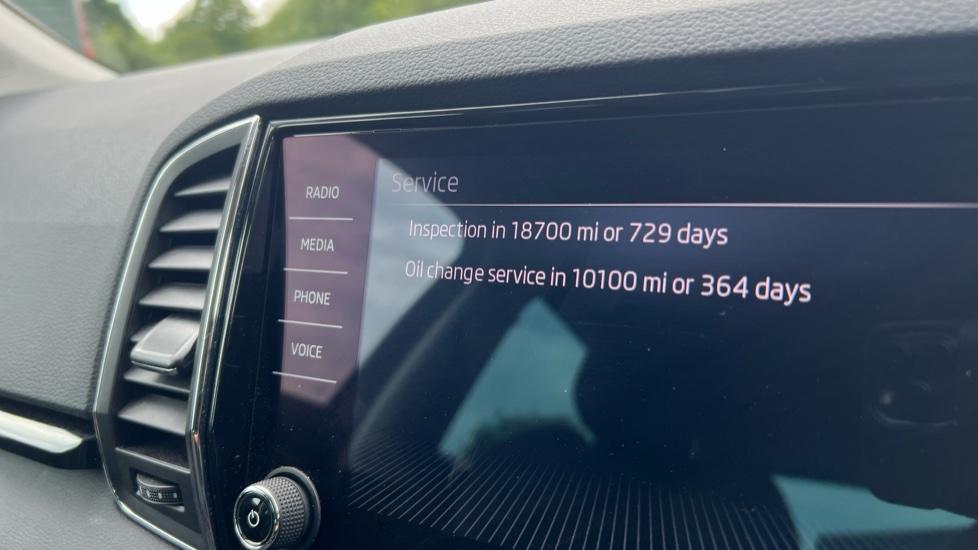 Service
Inspection in 18700 mi or 729 days
Oil change service in 10100 mi or 364 days
RADIO
MEDIA
PHONE
VOICE